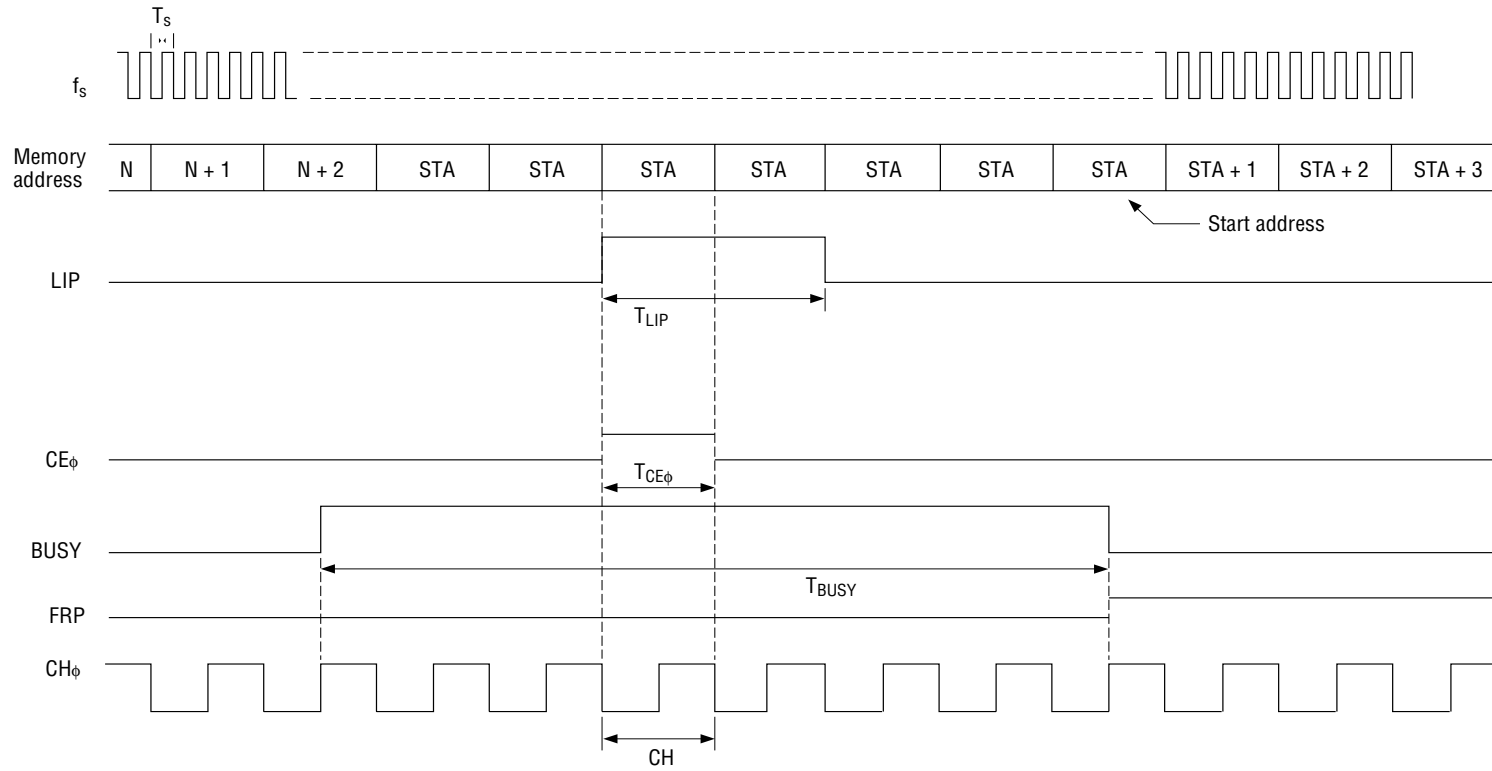 Ts
fs
Memory address
N N + 1 N + 2 STA STA STA STA STA STA STA STA + 1 STA + 2 STA + 3
Start address
LIP
TLIP
CEϕ
TCEϕ
BUSY
TBUSY
FRP
CHϕ
CH